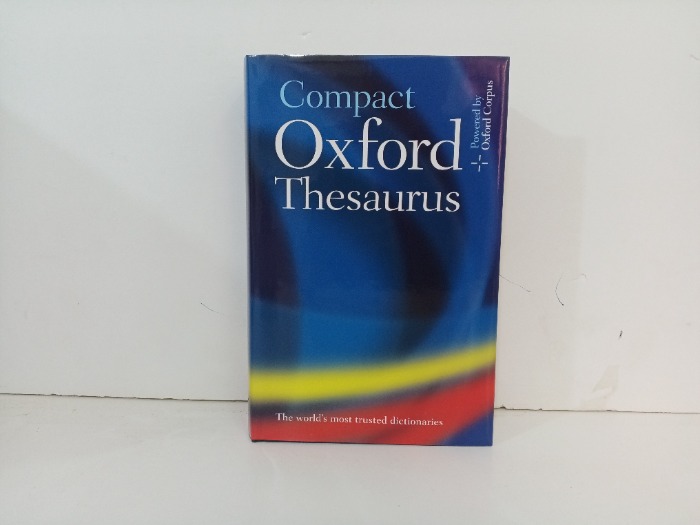 Compact
Oxford
Thesaurus
Powered by
Oxford Corpus
The world's most trusted dictionaries